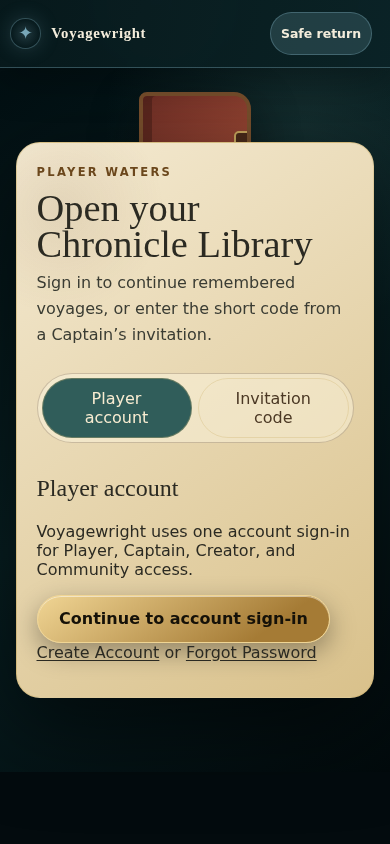 Voyagewright
Safe return
PLAYER WATERS
Open your
Chronicle Library
Sign in to continue remembered
voyages, or enter the short code from
a Captain’s invitation.
Player
account
Invitation
code
Player account
Voyagewright uses one account sign-in
for Player, Captain, Creator, and
Community access.
Continue to account sign-in
Create Account or Forgot Password